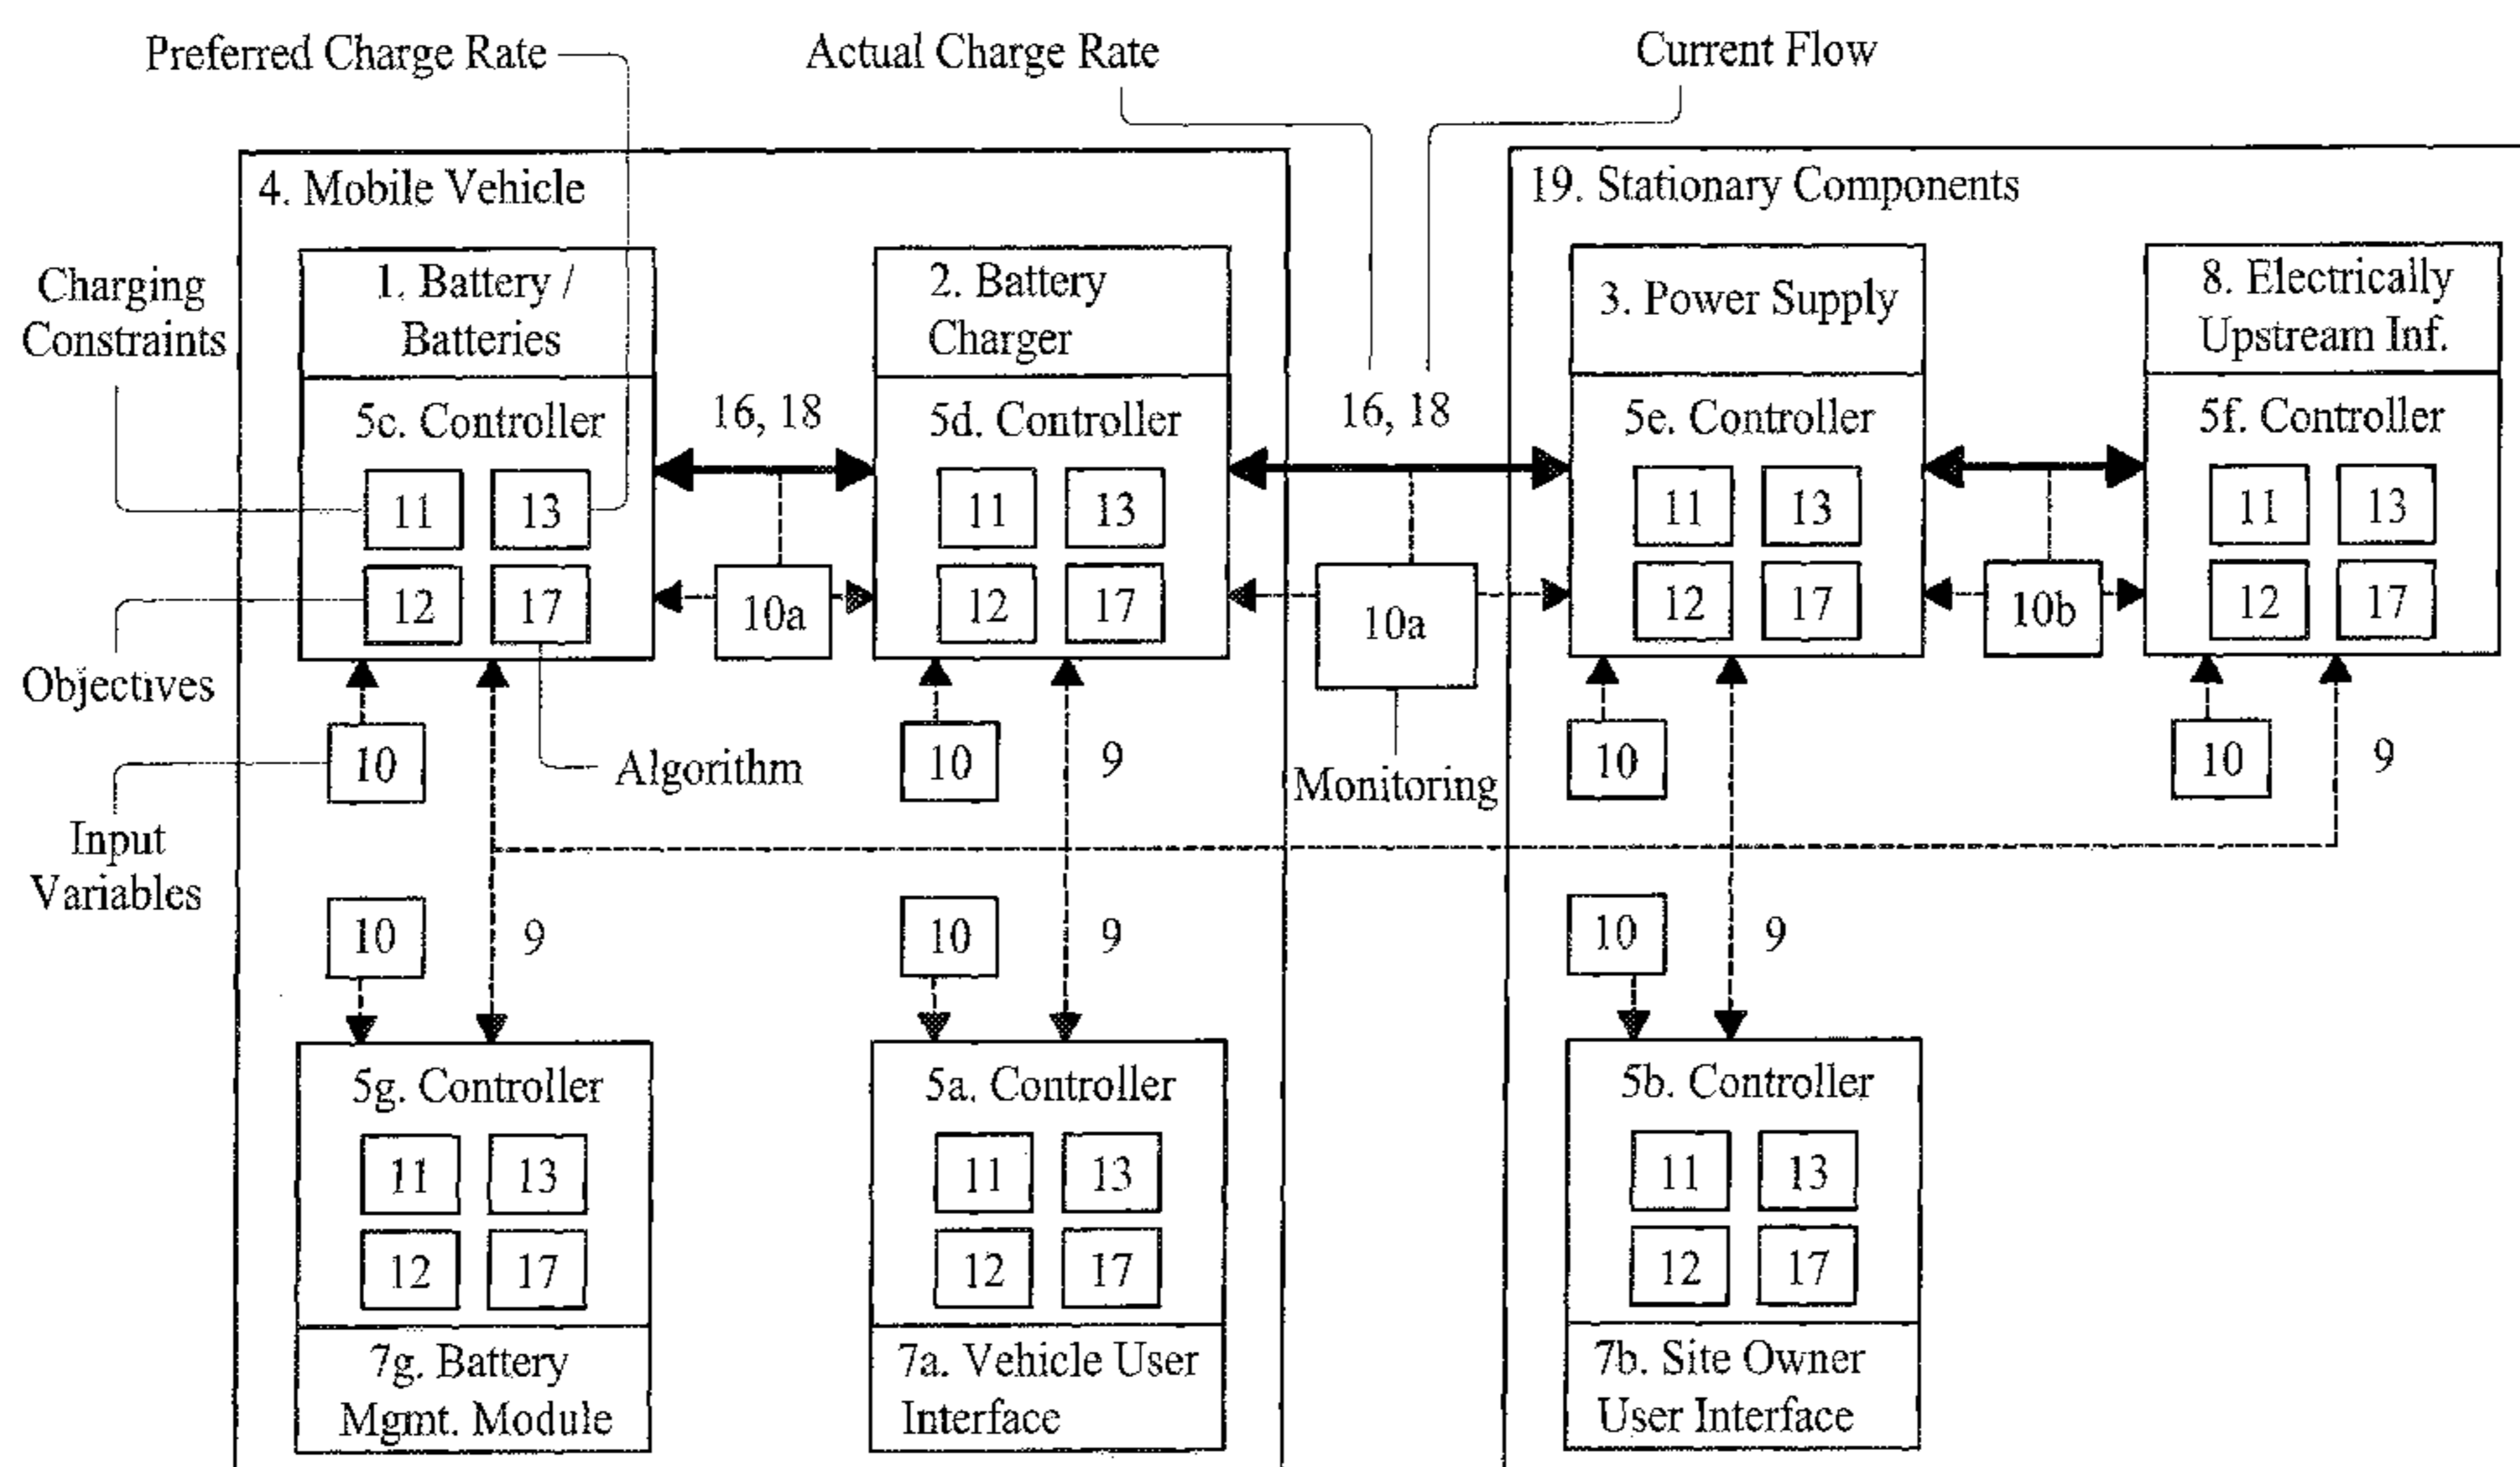 Preferred Charge Rate
Actual Charge Rate
Current Flow
4. Mobile Vehicle
19. Stationary Components
Charging
Constraints
1. Battery /
Batteries
2. Battery
Charger
3. Power Supply
8. Electrically
Upstream Inf.
5c. Controller
16, 18
5d. Controller
16, 18
5e. Controller
5f. Controller
11 13
11 13
11 13
11 13
12 17
10a
12 17
10a
12 17
10b
12 17
Objectives
10
Algorithm
10
9
Monitoring
10
10
9
Input
Variables
10
9
10
9
10
9
5g. Controller
5a. Controller
5b. Controller
11 13
11 13
11 13
12 17
12 17
12 17
7g. Battery
Mgmt. Module
7a. Vehicle User
Interface
7b. Site Owner
User Interface